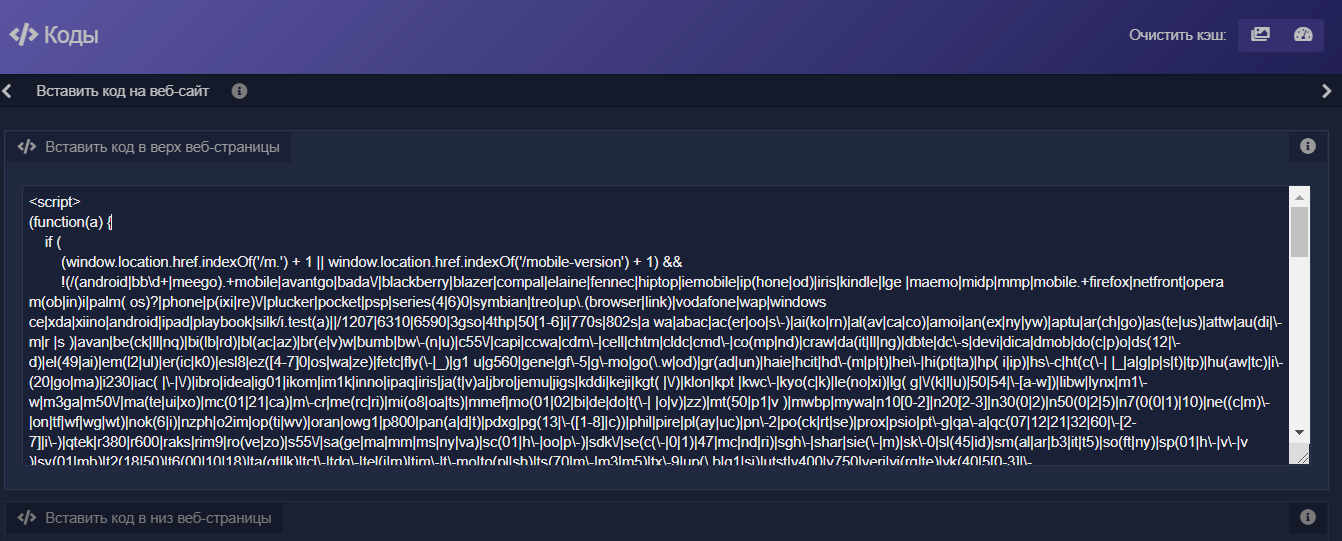 </> Коды
Очистить кэш:
Вставить код на веб-сайт
</> Вставить код в верх веб-страницы
<script>
(function(a) {
if (
(window.location.href.indexOf('/m.') + 1 || window.location.href.indexOf('/mobile-version') + 1) &&
!(/(android|bb\d+|meego).+mobile|avantgo|bada\/|blackberry|blazer|compal|elaine|fennec|hiptop|iemobile|ip(hone|od)|iris|kindle|lge |maemo|midp|mmp|mobile.+firefox|netfront|opera
m(ob|in)i|palm( os)?|phone|p(ixi|re)\/|plucker|pocket|psp|series(4|6)0|symbian|treo|up\.(browser|link)|vodafone|wap|windows
ce|xda|xiino|android|ipad|playbook|silk/i.test(a)||/1207|6310|6590|3gso|4thp|50[1-6]i|770s|802s|a wa|abac|ac(er|oo|s\-)|ai(ko|rn)|al(av|ca|co)|amoi|an(ex|ny|yw)|aptu|ar(ch|go)|as(te|us)|attw|au(di|\-
m|r |s )|avan|be(ck|ll|nq)|bi(lb|rd)|bl(ac|az)|br(e|v)w|bumb|bw\-(n|u)|c55\/|capi|ccwa|cdm\-|cell|chtm|cldc|cmd\-|co(mp|nd)|craw|da(it|ll|ng)|dbte|dc\-s|devi|dica|dmob|do(c|p)o|ds(12|\-
d)|el(49|ai)|em(l2|ul)|er(ic|k0)|esl8|ez([4-7]0|os|wa|ze)|fetc|fly(\-|_)|g1 u|g560|gene|gf\-5|g\-mo|go(\.w|od)|gr(ad|un)|haie|hcit|hd\-(m|p|t)|hei\-|hi(pt|ta)|hp( i|ip)|hs\-c|ht(c(\-| |_|a|g|p|s|t)|tp)|hu(aw|tc)|i\-
(20|go|ma)|i230|iac( |\-|\/)|ibro|idea|ig01|ikom|im1k|inno|ipaq|iris|ja(t|v)a|jbro|jemu|jigs|kddi|keji|kgt( |\/)|klon|kpt |kwc\-|kyo(c|k)|le(no|xi)|lg( g|\/(k|l|u)|50|54|\-[a-w])|libw|lynx|m1\-
w|m3ga|m50\/|ma(te|ui|xo)|mc(01|21|ca)|m\-cr|me(rc|ri)|mi(o8|oa|ts)|mmef|mo(01|02|bi|de|do|t(\-| |o|v)|zz)|mt(50|p1|v )|mwbp|mywa|n10[0-2]|n20[2-3]|n30(0|2)|n50(0|2|5)|n7(0(0|1)|10)|ne((c|m)\-
|on|tf|wf|wg|wt)|nok(6|i)|nzph|o2im|op(ti|wv)|oran|owg1|p800|pan(a|d|t)|pdxg|pg(13|\-([1-8]|c))|phil|pire|pl(ay|uc)|pn\-2|po(ck|rt|se)|prox|psio|pt\-g|qa\-a|qc(07|12|21|32|60|\-[2-
7]|i\-)|qtek|r380|r600|raks|rim9|ro(ve|zo)|s55\/|sa(ge|ma|mm|ms|ny|va)|sc(01|h\-|oo|p\-)|sdk\/|se(c(\-|0|1)|47|mc|nd|ri)|sgh\-|shar|sie(\-|m)|sk\-0|sl(45|id)|sm(al|ar|b3|it|t5)|so(ft|ny)|sp(01|h\-|v\-|v
)|sy(01|mb)|t2(18|50)|t6(00|10|18)|ta(gt|lk)|tcl\-|tdg\-|tel(i|m)|tim\-|t\-mo|to(pl|sh)|ts(70|m\-|m3|m5)|tx\-9|up(\.b|g1|si)|utst|v400|v750|veri|vi(rg|te)|vk(40|5[0-3]|\-
</> Вставить код в низ веб-страницы